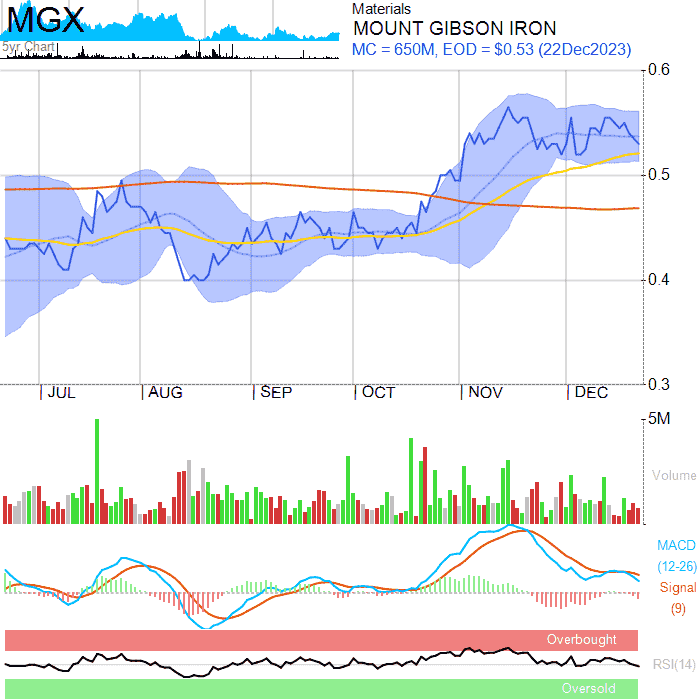 MGX
5yr Chart
Materials
MOUNT GIBSON IRON
MC = 650M, EOD = $0.53 (22Dec2023)
0.6
0.5
0.4
0.3
JUL AUG SEP OCT NOV DEC
5M
Volume
MACD
(12-26)
Signal
(9)
Overbought
RSI(14)
Oversold